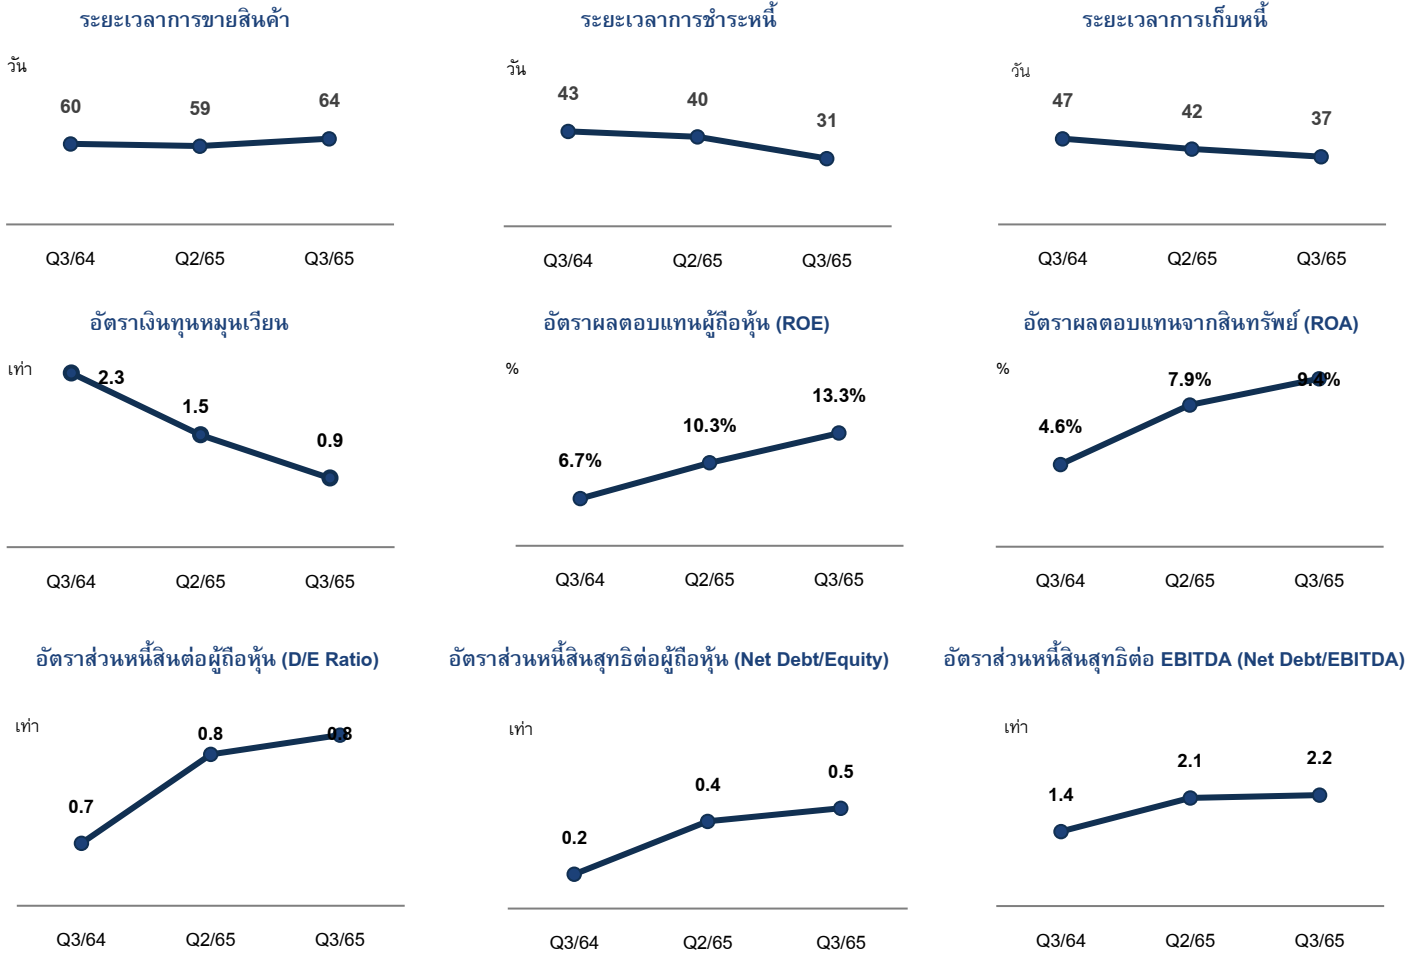 ระยะเวลาการขายสินค้า
วัน
60 59 64
Q3/64 Q2/65 Q3/65
ระยะเวลาการชำระหนี้
วัน
43 40 31
Q3/64 Q2/65 Q3/65
ระยะเวลาการเก็บหนี้
วัน
47 42 37
Q3/64 Q2/65 Q3/65
อัตราเงินทุนหมุนเวียน
เท่า
2.3 1.5 0.9
Q3/64 Q2/65 Q3/65
อัตราผลตอบแทนผู้ถือหุ้น (ROE)
%
6.7% 10.3% 13.3%
Q3/64 Q2/65 Q3/65
อัตราผลตอบแทนจากสินทรัพย์ (ROA)
%
4.6% 7.9% 9.4%
Q3/64 Q2/65 Q3/65
อัตราส่วนหนี้สินต่อผู้ถือหุ้น (D/E Ratio)
เท่า
0.7 0.8 0.8
Q3/64 Q2/65 Q3/65
อัตราส่วนหนี้สินสุทธิต่อผู้ถือหุ้น (Net Debt/Equity)
เท่า
0.2 0.4 0.5
Q3/64 Q2/65 Q3/65
อัตราส่วนหนี้สินสุทธิต่อ EBITDA (Net Debt/EBITDA)
เท่า
1.4 2.1 2.2
Q3/64 Q2/65 Q3/65